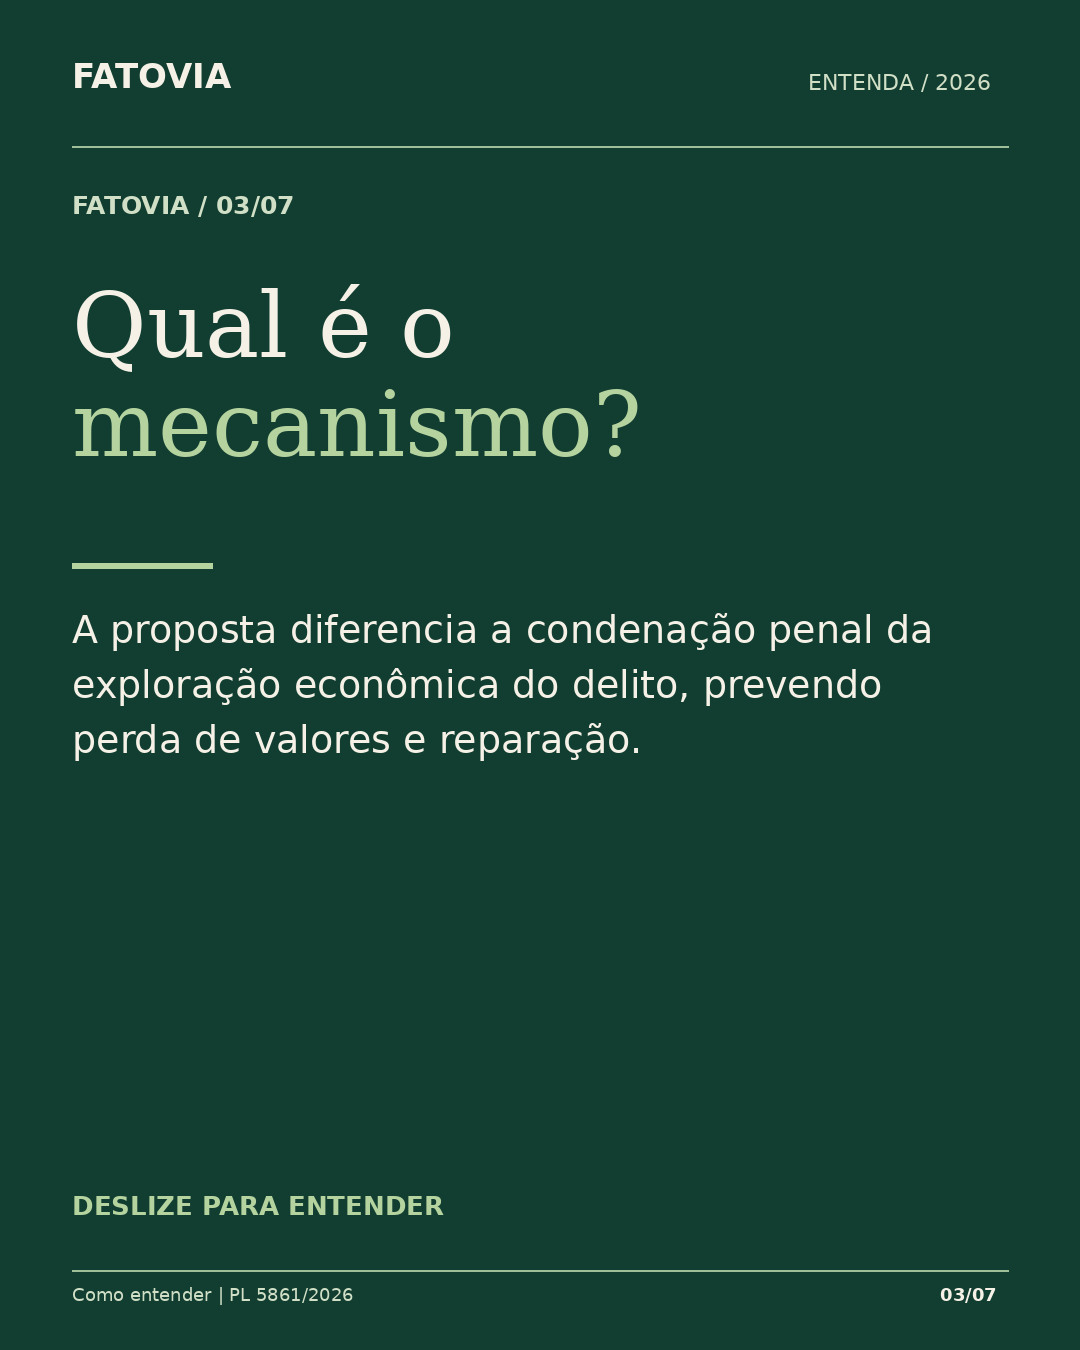 FATOVIA
ENTENDA / 2026
FATOVIA / 03/07
Qual é o
mecanismo?
A proposta diferencia a condenação penal da
exploração econômica do delito, prevendo
perda de valores e reparação.
DESLIZE PARA ENTENDER
Como entender | PL 5861/2026
03/07